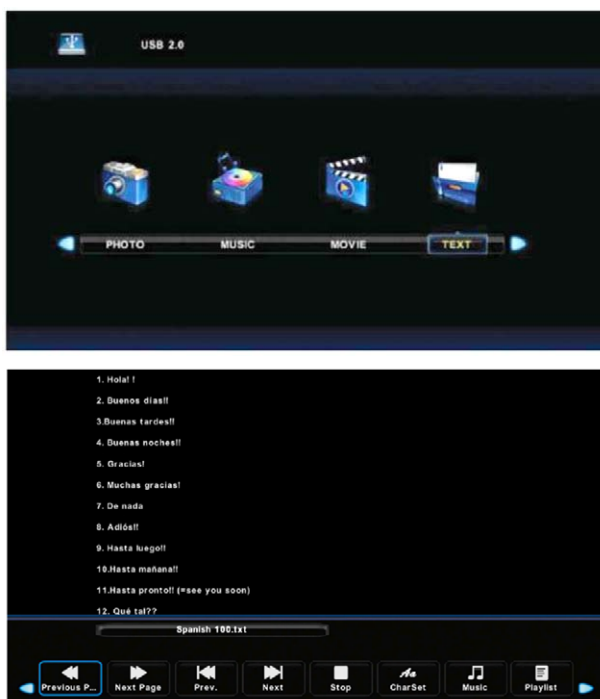 USB 2.0
PHOTO MUSIC MOVIE TEXT
1. Hola! !
2. Buenos días!!
3.Buenas tardes!!
4. Buenas noches!!
5. Gracias!
6. Muchas gracias!
7. De nada
8. Adiós!!
9. Hasta luego!!
10.Hasta mañana!!
11.Hasta pronto!! (=see you soon)
12. Qué tal??
Spanish 100.txt
Previous P... Next Page Prev. Next Stop CharSet Music Playlist